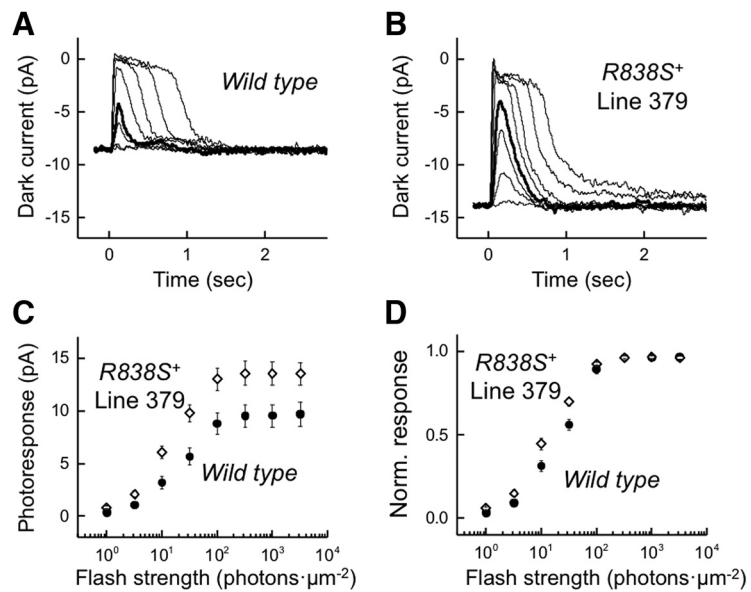 A
B
0
-5
-10
-15
Dark current (pA)
Wild type
0 1 2
Time (sec)
0
-5
-10
-15
Dark current (pA)
R838S⁺
Line 379
0 1 2
Time (sec)
C
D
15
10
5
0
Photoresponse (pA)
R838S⁺
Line 379
Wild type
10⁰ 10¹ 10² 10³ 10⁴
Flash strength (photons·µm⁻²)
1.0
0.5
0.0
Norm. response
R838S⁺
Line 379
Wild type
10⁰ 10¹ 10² 10³ 10⁴
Flash strength (photons·µm⁻²)